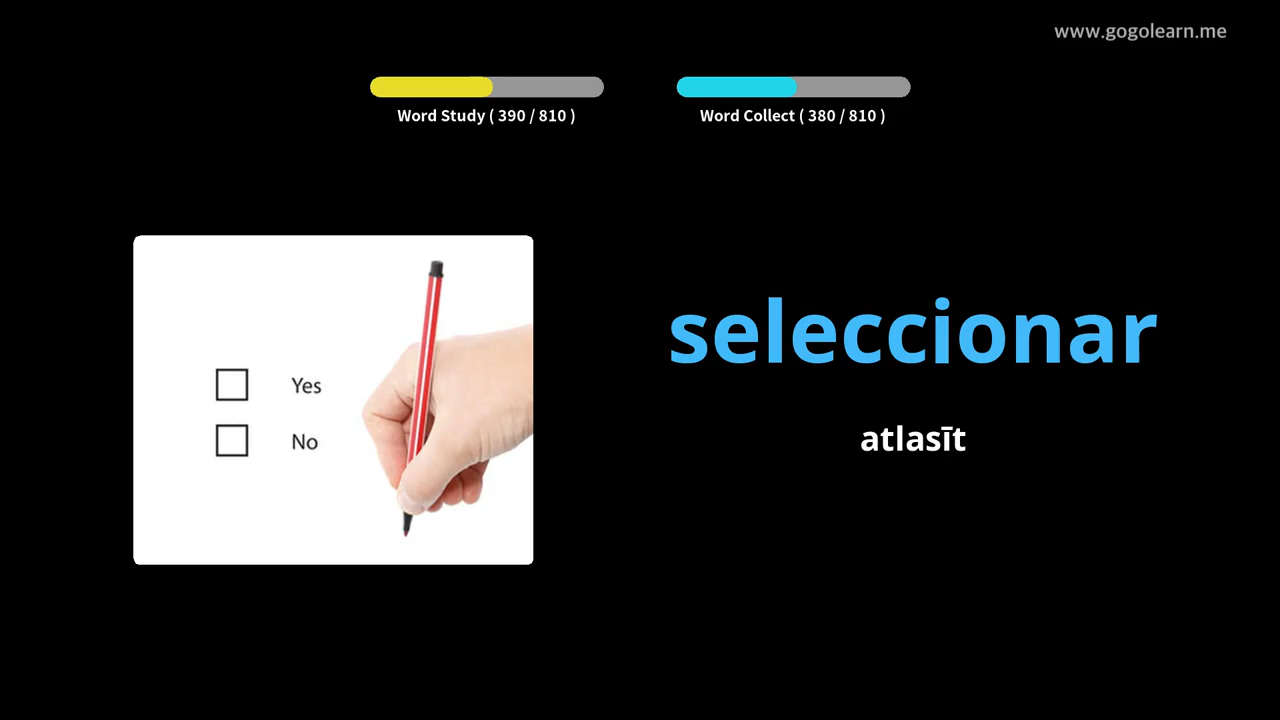 www.gogolearn.me
Word Study ( 390 / 810 )
Word Collect ( 380 / 810 )
Yes
No
seleccionar
atlasīt